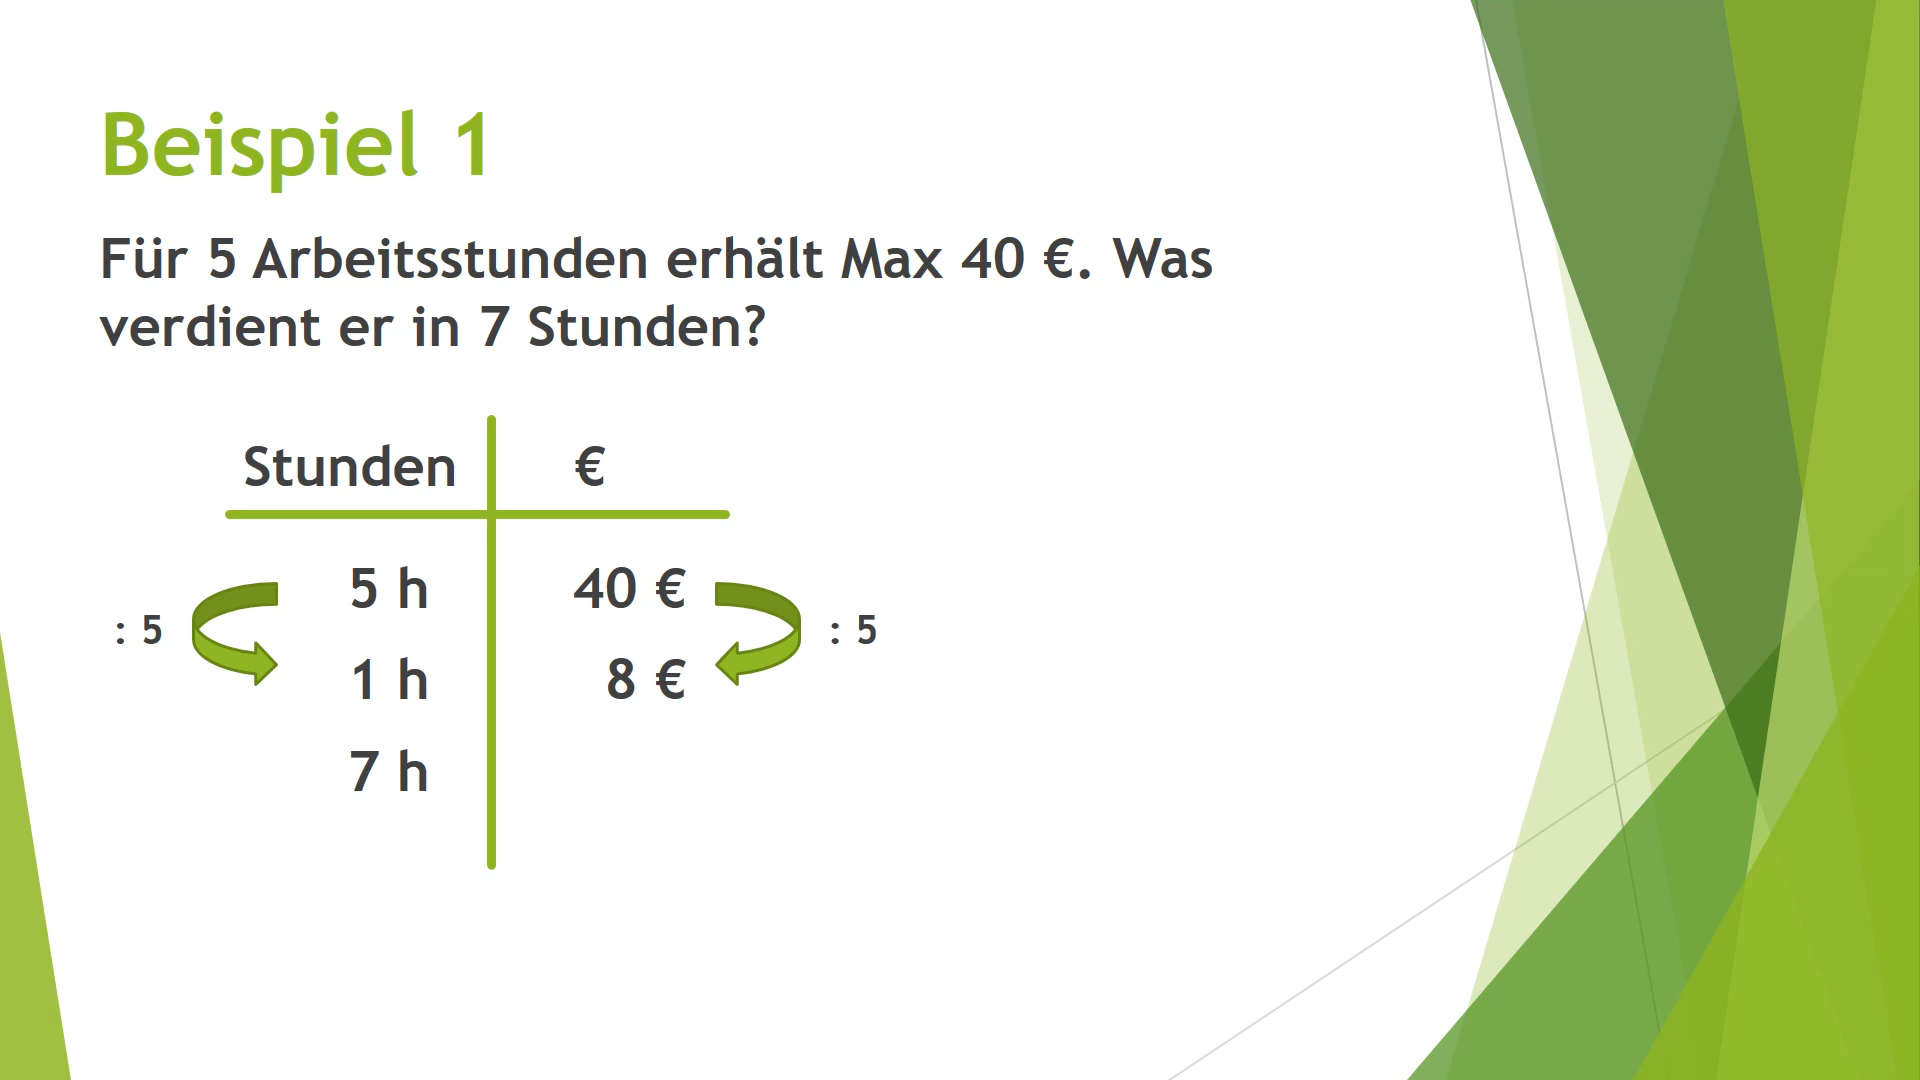 Beispiel 1
Für 5 Arbeitsstunden erhält Max 40 €. Was
verdient er in 7 Stunden?
Stunden €
5 h 40 €
: 5 : 5
1 h 8 €
7 h